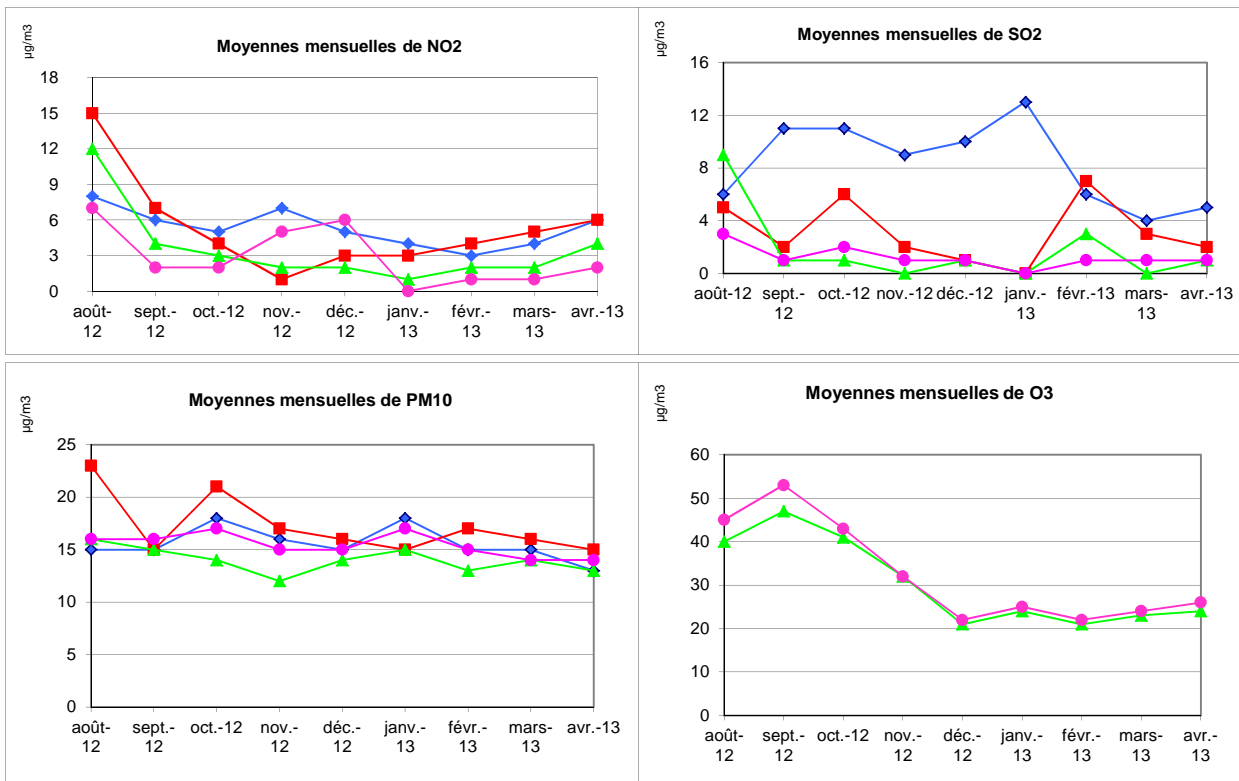 µg/m3
Moyennes mensuelles de NO2
18
15
12
9
6
3
0
août- sept.- oct.-12 nov.- déc.- janv.- févr.- mars- avr.-13
12 12 12 12 13 13 13
µg/m3
Moyennes mensuelles de SO2
16
12
8
4
0
août-12 sept.- oct.-12 nov.-12 déc.-12 janv.- févr.-13 mars- avr.-13
12 13 13
µg/m3
Moyennes mensuelles de PM10
25
20
15
10
5
0
août- sept.- oct.-12 nov.- déc.- janv.- févr.- mars- avr.-13
12 12 12 12 13 13 13
µg/m3
Moyennes mensuelles de O3
60
50
40
30
20
10
0
août- sept.- oct.-12 nov.- déc.- janv.- févr.- mars- avr.-13
12 12 12 12 13 13 13